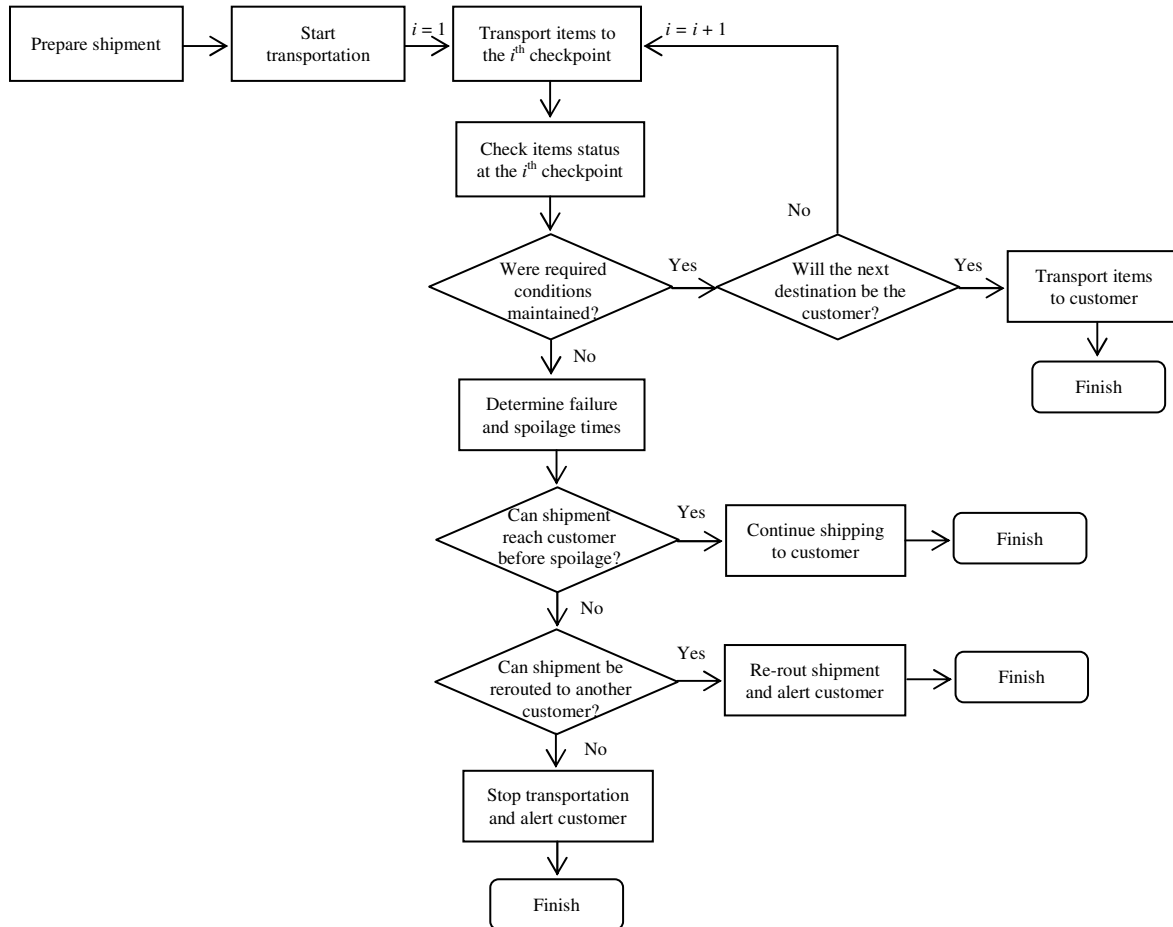 Prepare shipment
Start
transportation
i = 1
Transport items to
the iᵗʰ checkpoint
i = i + 1
Check items status
at the iᵗʰ checkpoint
No
Were required
conditions
maintained?
Yes
Will the next
destination be the
customer?
Yes
Transport items
to customer
No
Finish
Determine failure
and spoilage times
Can shipment
reach customer
before spoilage?
Yes
Continue shipping
to customer
Finish
No
Can shipment be
rerouted to another
customer?
Yes
Re-rout shipment
and alert customer
Finish
No
Stop transportation
and alert customer
Finish